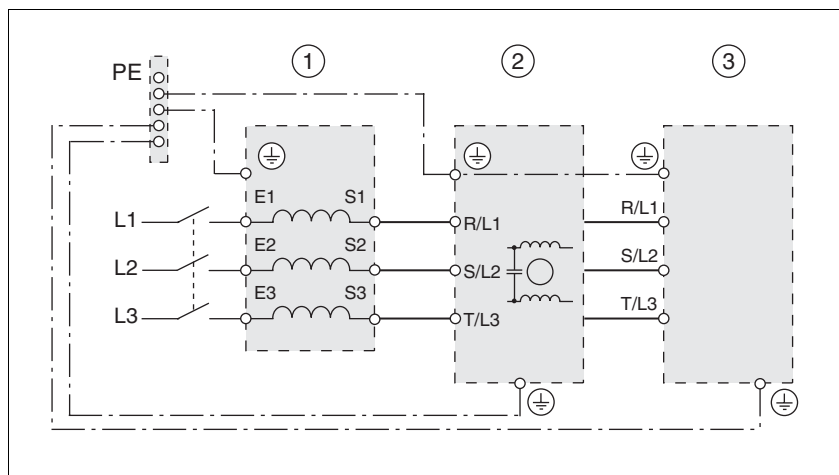 PE
1
2
3
E1 S1
L1
R/L1
R/L1
E2 S2
L2
S/L2
S/L2
E3 S3
L3
T/L3
T/L3